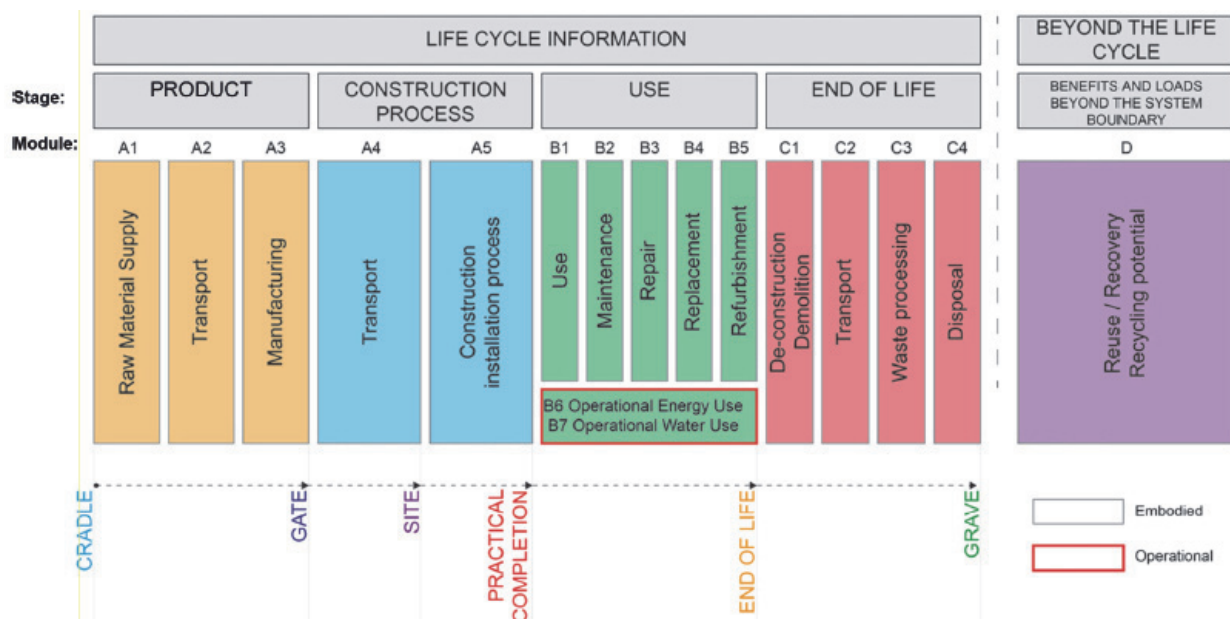 LIFE CYCLE INFORMATION
BEYOND THE LIFE
CYCLE
Stage:
PRODUCT
CONSTRUCTION
PROCESS
USE
END OF LIFE
BENEFITS AND LOADS
BEYOND THE SYSTEM
BOUNDARY
Module:
A1
A2
A3
A4
A5
B1
B2
B3
B4
B5
C1
C2
C3
C4
D
Raw Material Supply
Transport
Manufacturing
Transport
Construction
installation process
Use
Maintenance
Repair
Replacement
Refurbishment
De-construction
Demolition
Transport
Waste processing
Disposal
Reuse / Recovery
Recycling potential
B6 Operational Energy Use
B7 Operational Water Use
CRADLE
GATE
SITE
PRACTICAL
COMPLETION
END OF LIFE
GRAVE
Embodied
Operational